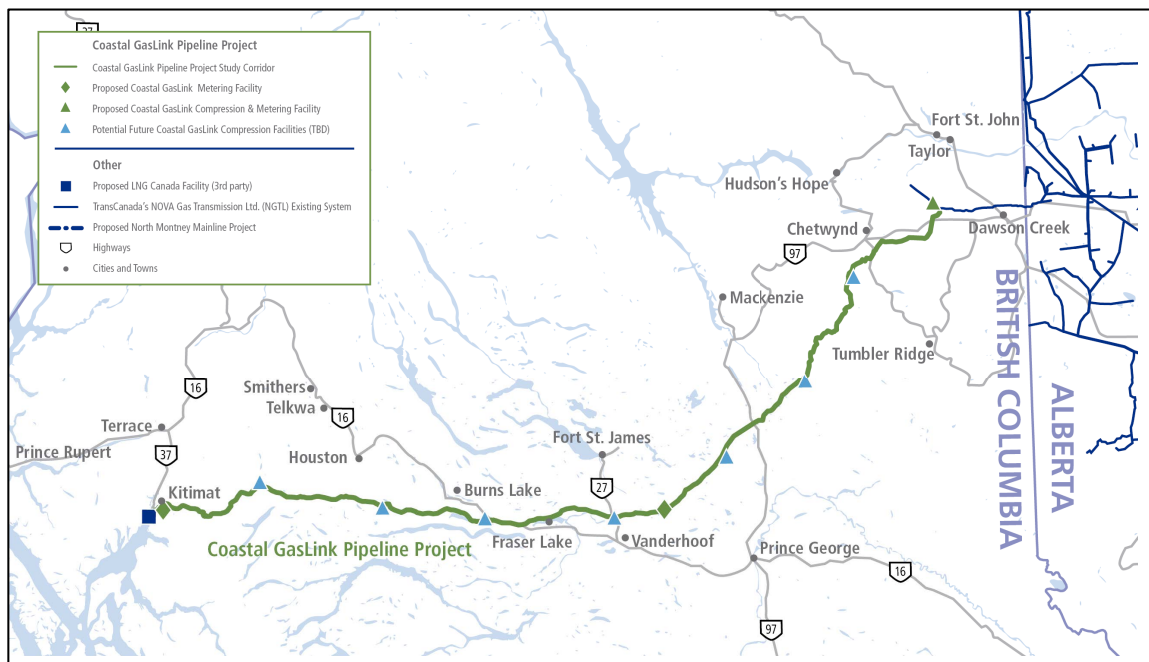 37
Coastal GasLink Pipeline Project
Coastal GasLink Pipeline Project Study Corridor
Proposed Coastal GasLink Metering Facility
Proposed Coastal GasLink Compression & Metering Facility
Potential Future Coastal GasLink Compression Facilities (TBD)
Other
Proposed LNG Canada Facility (3rd party)
TransCanada's NOVA Gas Transmission Ltd. (NGTL) Existing System
Proposed North Montney Mainline Project
Highways
Cities and Towns
Fort St. John
Taylor
Hudson's Hope
Chetwynd
Dawson Creek
97
Mackenzie
Tumbler Ridge
BRITISH COLUMBIA
ALBERTA
Smithers
16
Telkwa
16
Terrace
Prince Rupert
37
Houston
Fort St. James
Kitimat
Burns Lake
27
Coastal GasLink Pipeline Project
Fraser Lake
Vanderhoof
Prince George
16
97